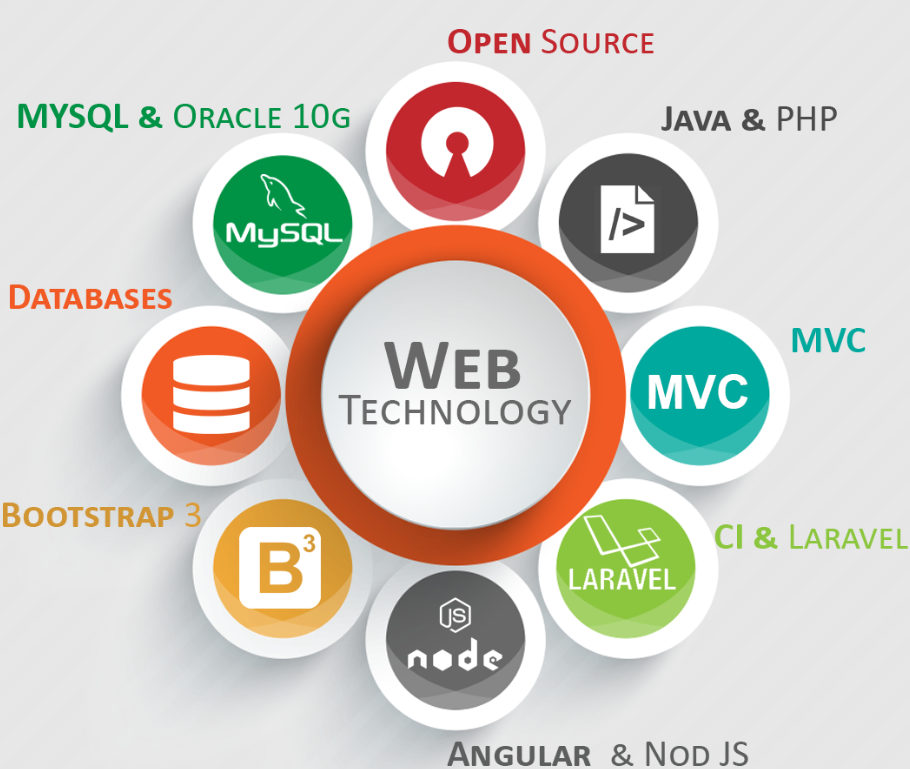 OPEN SOURCE
MYSQL & ORACLE 10G
JAVA & PHP
MySQL
/>
DATABASES
MVC
WEB
TECHNOLOGY
MVC
BOOTSTRAP 3
B3
CI & LARAVEL
LARAVEL
JS
node
ANGULAR & NOD JS